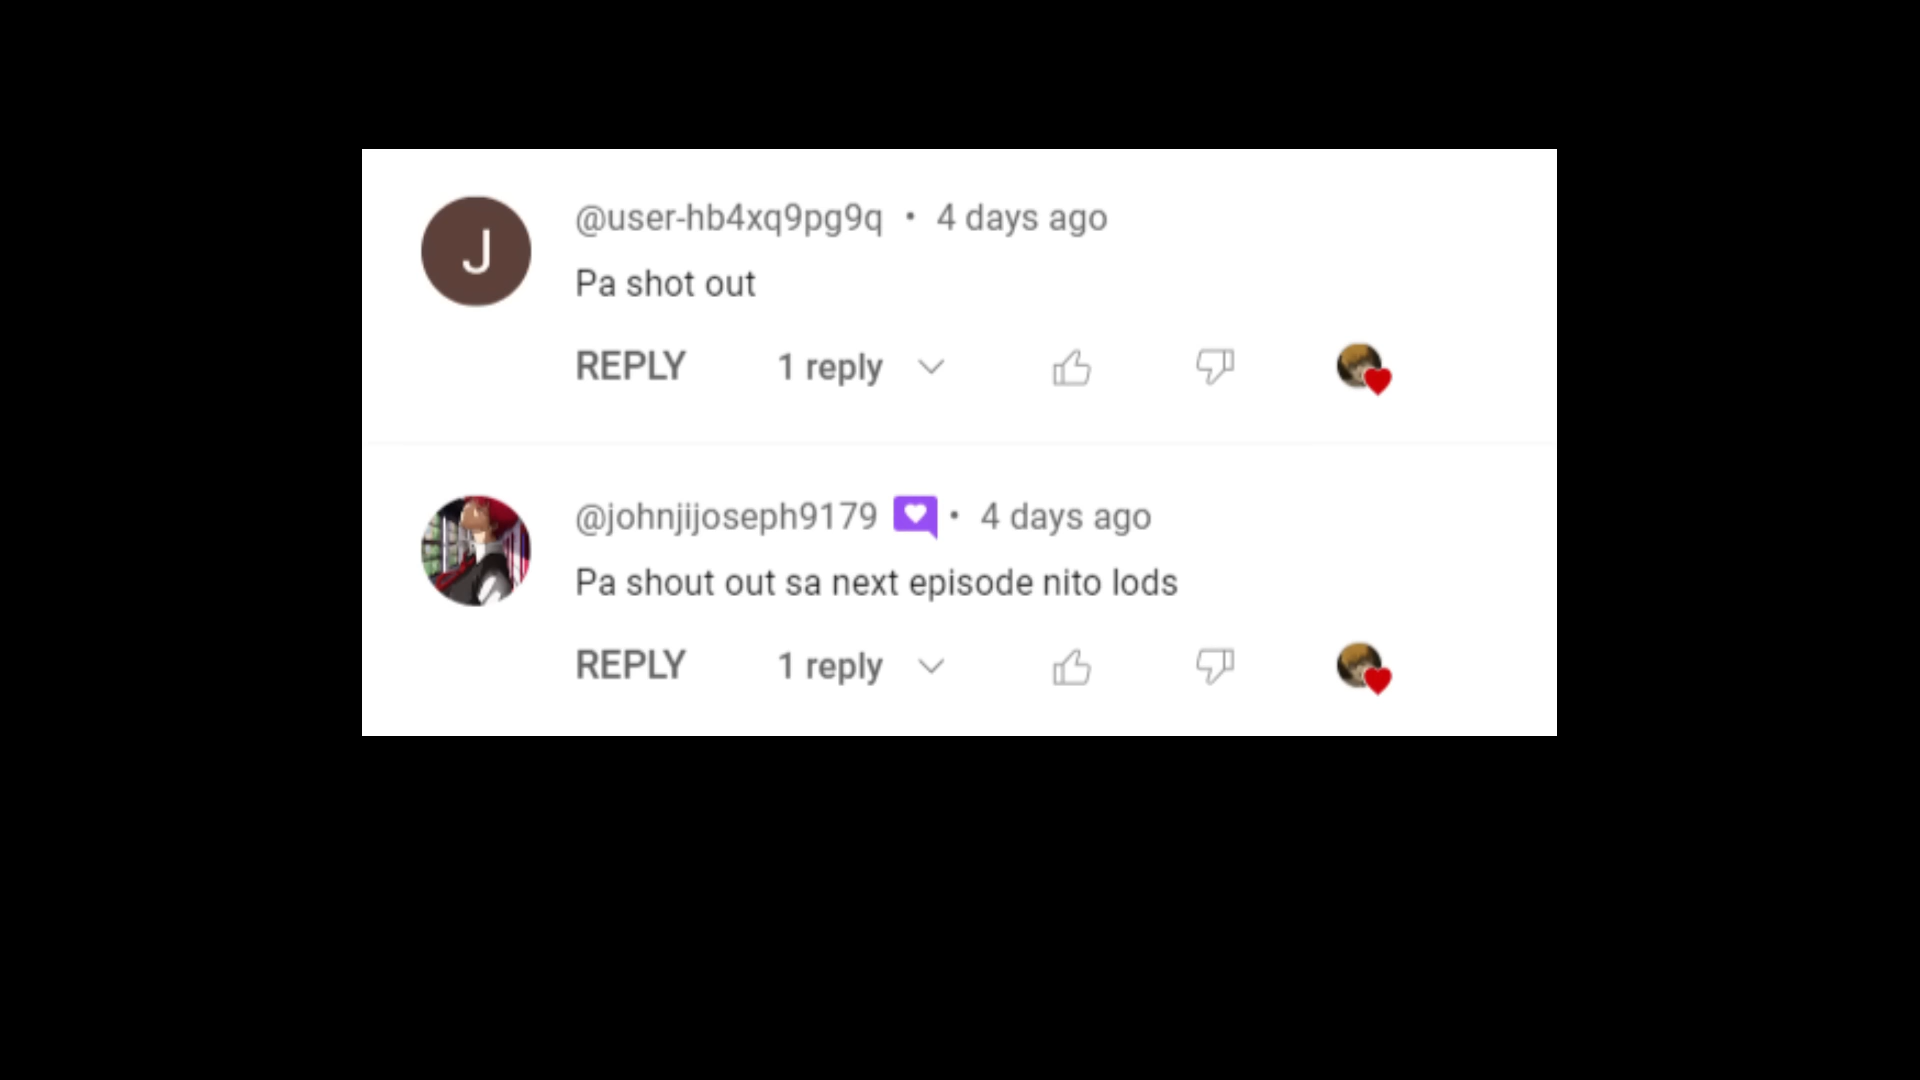 J
@user-hb4xq9pg9q • 4 days ago
Pa shot out
REPLY 1 reply
@johnjijoseph9179 • 4 days ago
Pa shout out sa next episode nito lods
REPLY 1 reply